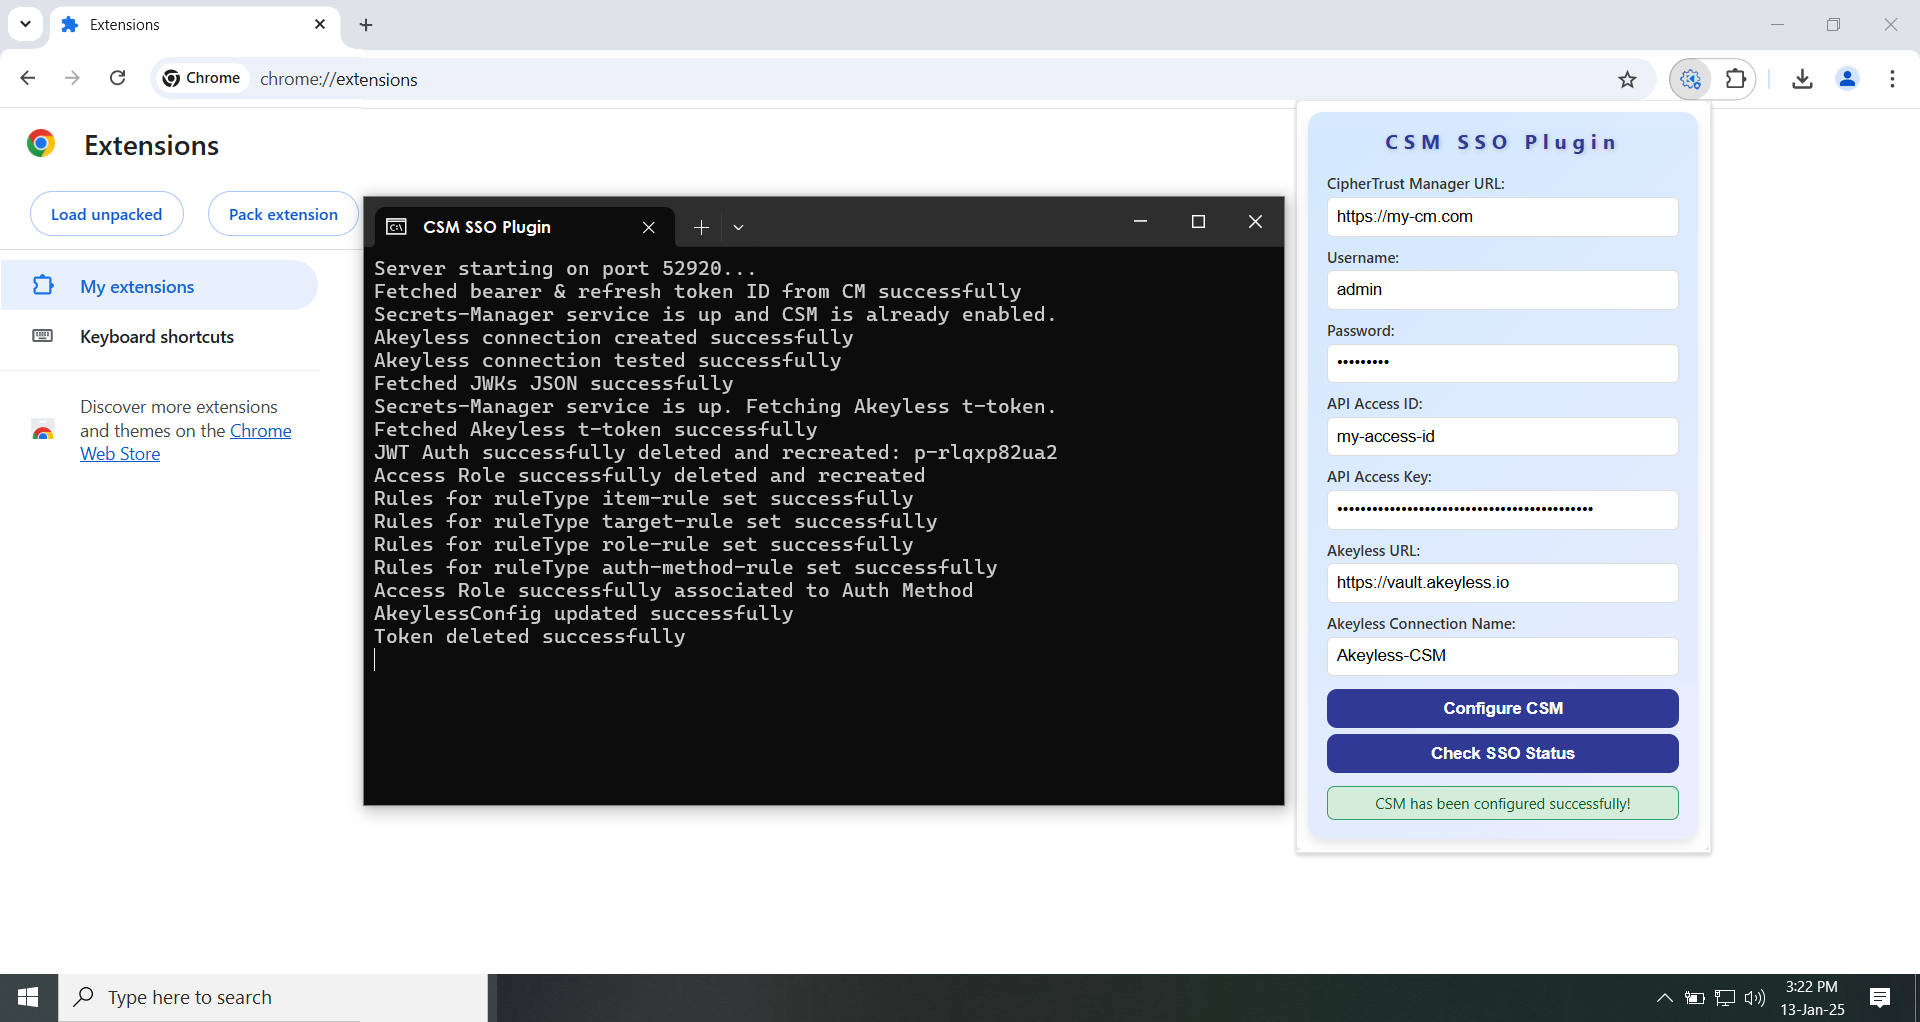 Extensions
Chrome
chrome://extensions
Extensions
Load unpacked
Pack extension
My extensions
Keyboard shortcuts
Discover more extensions
and themes on the Chrome
Web Store
CSM SSO Plugin
Server starting on port 52920...
Fetched bearer & refresh token ID from CM successfully
Secrets-Manager service is up and CSM is already enabled.
Akeyless connection created successfully
Akeyless connection tested successfully
Fetched JWKs JSON successfully
Secrets-Manager service is up. Fetching Akeyless t-token.
Fetched Akeyless t-token successfully
JWT Auth successfully deleted and recreated: p-rlqxp82ua2
Access Role successfully deleted and recreated
Rules for ruleType item-rule set successfully
Rules for ruleType target-rule set successfully
Rules for ruleType role-rule set successfully
Rules for ruleType auth-method-rule set successfully
Access Role successfully associated to Auth Method
AkeylessConfig updated successfully
Token deleted successfully
CSM SSO Plugin
CipherTrust Manager URL:
https://my-cm.com
Username:
admin
Password:
•••••••••
API Access ID:
my-access-id
API Access Key:
••••••••••••••••••••••••••••••••••••••••••••
Akeyless URL:
https://vault.akeyless.io
Akeyless Connection Name:
Akeyless-CSM
Configure CSM
Check SSO Status
CSM has been configured successfully!
Type here to search
3:22 PM
13-Jan-25